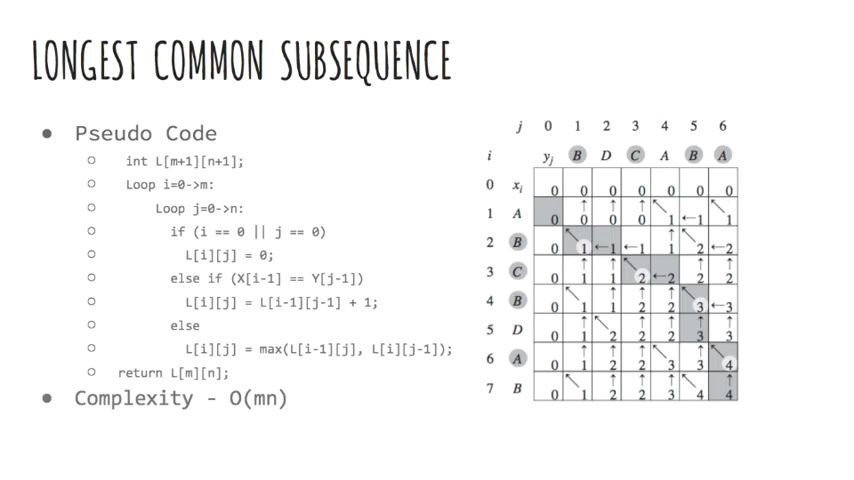 LONGEST COMMON SUBSEQUENCE
● Pseudo Code
○ int L[m+1][n+1];
○ Loop i=0->m:
○ Loop j=0->n:
○ if (i == 0 || j == 0)
○ L[i][j] = 0;
○ else if (X[i-1] == Y[j-1])
○ L[i][j] = L[i-1][j-1] + 1;
○ else
○ L[i][j] = max(L[i-1][j], L[i][j-1]);
○ return L[m][n];
● Complexity - O(mn)
j 0 1 2 3 4 5 6
i yj B D C A B A
0 xi 0 0 0 0 0 0 0
1 A 0 ↑0 ↑0 ↑0 ↖1 ←1 ↖1
2 B 0 ↖1 ←1 ←1 ↑1 ↖2 ←2
3 C 0 ↑1 ↑1 ↖2 ←2 ↑2 ↑2
4 B 0 ↖1 ↑1 ↑2 ↑2 ↖3 ←3
5 D 0 ↑1 ↖2 ↑2 ↑2 ↑3 ↑3
6 A 0 ↑1 ↑2 ↑2 ↖3 ↑3 ↖4
7 B 0 ↖1 ↑2 ↑2 ↑3 ↖4 ↑4